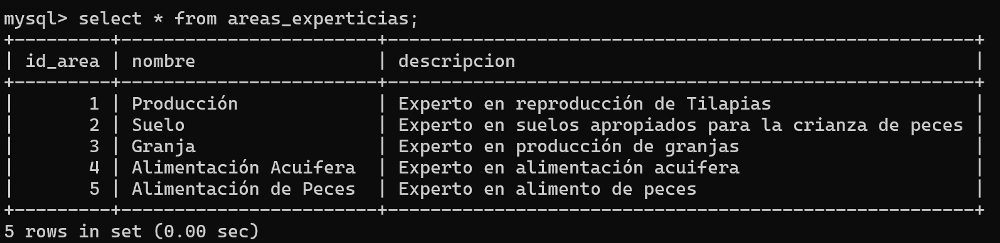 mysql> select * from areas_experticias;
+---------+------------------------+-------------------------------------------------------+
| id_area | nombre                 | descripcion                                           |
+---------+------------------------+-------------------------------------------------------+
|       1 | Producción             | Experto en reproducción de Tilapias                   |
|       2 | Suelo                  | Experto en suelos apropiados para la crianza de peces |
|       3 | Granja                 | Experto en producción de granjas                      |
|       4 | Alimentación Acuifera  | Experto en alimentación acuifera                      |
|       5 | Alimentación de Peces  | Experto en alimento de peces                          |
+---------+------------------------+-------------------------------------------------------+
5 rows in set (0.00 sec)